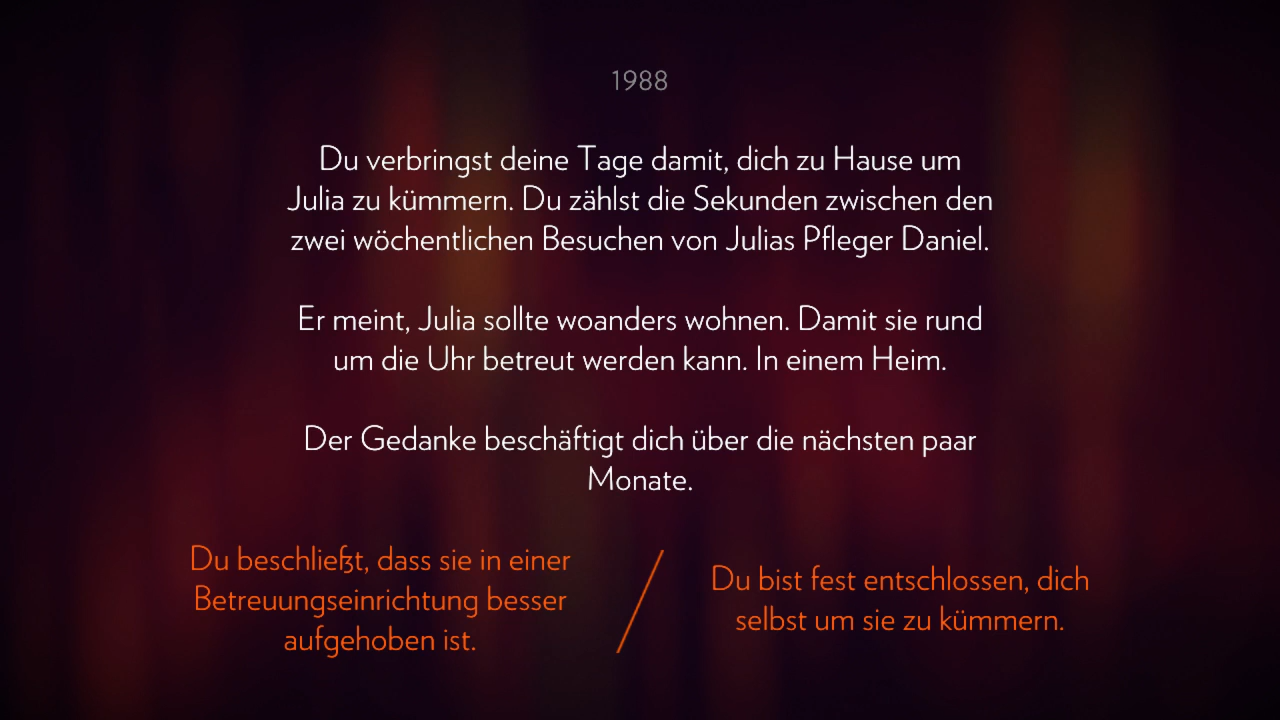 1988
Du verbringst deine Tage damit, dich zu Hause um
Julia zu kümmern. Du zählst die Sekunden zwischen den
zwei wöchentlichen Besuchen von Julias Pfleger Daniel.
Er meint, Julia sollte woanders wohnen. Damit sie rund
um die Uhr betreut werden kann. In einem Heim.
Der Gedanke beschäftigt dich über die nächsten paar
Monate.
Du beschließt, dass sie in einer
Betreuungseinrichtung besser
aufgehoben ist.
Du bist fest entschlossen, dich
selbst um sie zu kümmern.